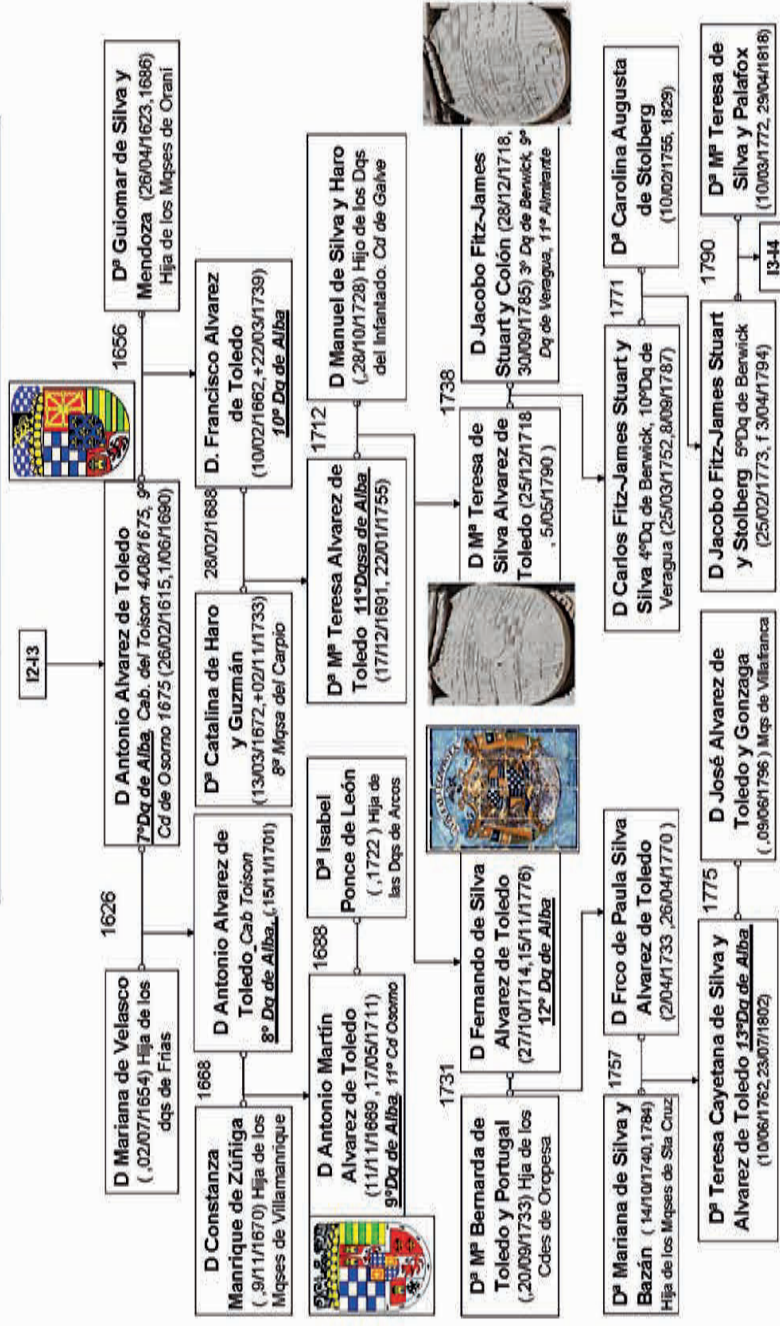 I2-I3
D Mariana de Velasco
( ,02/07/1654) Hija de los
dqs de Frias
1626
D Antonio Alvarez de Toledo
7ºDq de Alba, Cab. del Toison 4/08/1675, 9º
Cd de Osorno 1675 (26/02/1615,1/06/1690)
1656
Dª Guiomar de Silva y
Mendoza (26/04/1623,1686)
Hija de los Mqses de Orani
D Constanza
Manrique de Zúñiga
( ,9/11/1670) Hija de los
Mqses de Villamanrique
1668
D Antonio Alvarez de
Toledo Cab Toison
8º Dq de Alba, (,15/11/1701)
Dª Catalina de Haro
y Guzmán
(13/03/1672,+02/11/1733)
8ª Mqsa del Carpio
28/02/1688
D. Francisco Alvarez
de Toledo
(10/02/1662,+22/03/1739)
10º Dq de Alba
D Antonio Martín
Alvarez de Toledo
(11/11/1669 ,17/05/1711)
9ºDq de Alba, 11º Cd Osorno
1688
Dª Isabel
Ponce de León
( ,1722 ) Hija de
las Dqs de Arcos
Dª Mª Teresa Alvarez de
Toledo 11ºDqsa de Alba
(17/12/1691, 22/01/1755)
1712
D Manuel de Silva y Haro
(,28/10/1728) Hijo de los Dqs
del Infantado. Cd de Galve
Dª Mª Bernarda de
Toledo y Portugal
(,20/09/1733) Hja de los
Cdes de Oropesa
1731
D Fernando de Silva
Alvarez de Toledo
(27/10/1714,15/11/1776)
12º Dq de Alba
D Mª Teresa de
Silva Alvarez de
Toledo (25/12/1718
, 5/05/1790 )
1738
D Jacobo Fitz-James
Stuart y Colón (28/12/1718,
30/09/1785) 3º Dq de Berwick, 9º
Dq de Veragua, 11º Almirante
Dª Mariana de Silva y
Bazán ( 14/10/1740,1784)
Hija de los Mqses de Sta Cruz
1757
D Frco de Paula Silva
Alvarez de Toledo
(2/04/1733 ,26/04/1770 )
D Carlos Fitz-James Stuart y
Silva 4ºDq de Berwick, 10ºDq de
Veragua (25/03/1752,8/09/1787)
1771
Dª Carolina Augusta
de Stolberg
(10/02/1755, 1829)
Dª Teresa Cayetana de Silva y
Alvarez de Toledo 13ºDq de Alba
(10/06/1762,23/07/1802)
1775
D José Alvarez de
Toledo y Gonzaga
( ,09/06/1796 ) Mqs de Villafranca
D Jacobo Fitz-James Stuart
y Stolberg 5ºDq de Berwick
(25/02/1773, f 3/04/1794)
1790
Dª Mª Teresa de
Silva y Palafox
(10/03/1772, 29/04/1818)
I3-I4